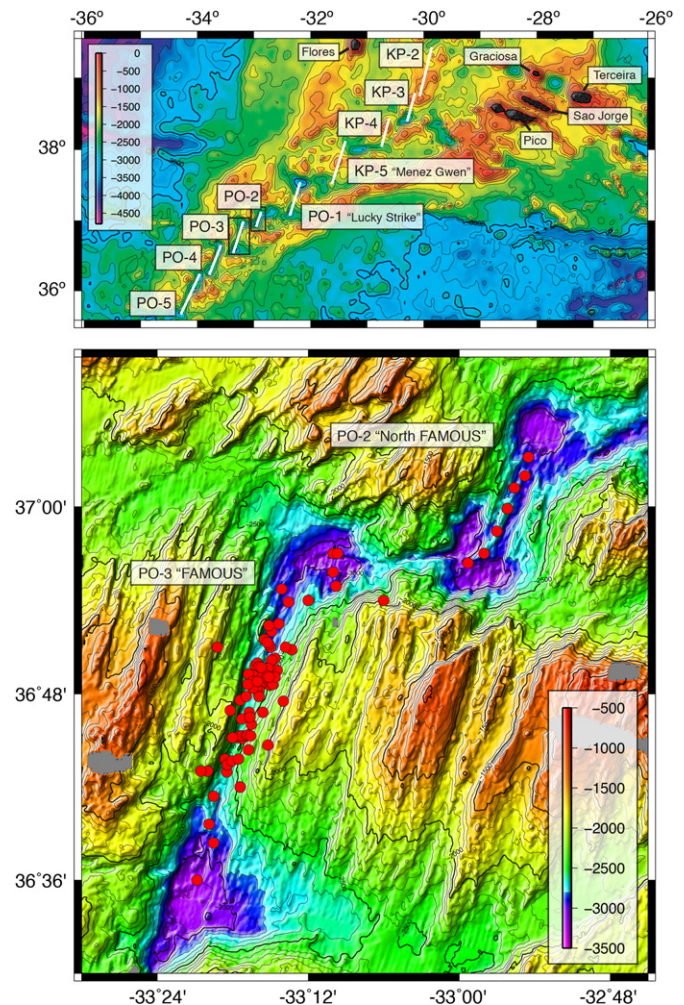 -36° -34° -32° -30° -28° -26°
0
-500
-1000
-1500
-2000
-2500
-3000
-3500
-4000
-4500
Flores
KP-2
Graciosa
Terceira
KP-3
KP-4
Sao Jorge
Pico
38°
KP-5 "Menez Gwen"
PO-2
PO-3
PO-1 "Lucky Strike"
PO-4
36°
PO-5
PO-2 "North FAMOUS"
37°00'
PO-3 "FAMOUS"
36°48'
-500
-1000
-1500
-2000
-2500
-3000
-3500
36°36'
-33°24' -33°12' -33°00' -32°48'